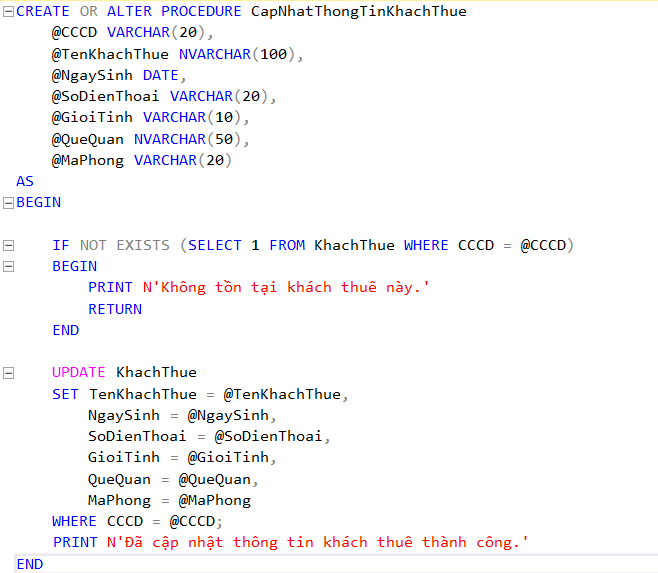 CREATE OR ALTER PROCEDURE CapNhatThongTinKhachThue
@CCCD VARCHAR(20),
@TenKhachThue NVARCHAR(100),
@NgaySinh DATE,
@SoDienThoai VARCHAR(20),
@GioiTinh VARCHAR(10),
@QueQuan NVARCHAR(50),
@MaPhong VARCHAR(20)
AS
BEGIN
IF NOT EXISTS (SELECT 1 FROM KhachThue WHERE CCCD = @CCCD)
BEGIN
PRINT N'Không tồn tại khách thuê này.'
RETURN
END
UPDATE KhachThue
SET TenKhachThue = @TenKhachThue,
NgaySinh = @NgaySinh,
SoDienThoai = @SoDienThoai,
GioiTinh = @GioiTinh,
QueQuan = @QueQuan,
MaPhong = @MaPhong
WHERE CCCD = @CCCD;
PRINT N'Đã cập nhật thông tin khách thuê thành công.'
END